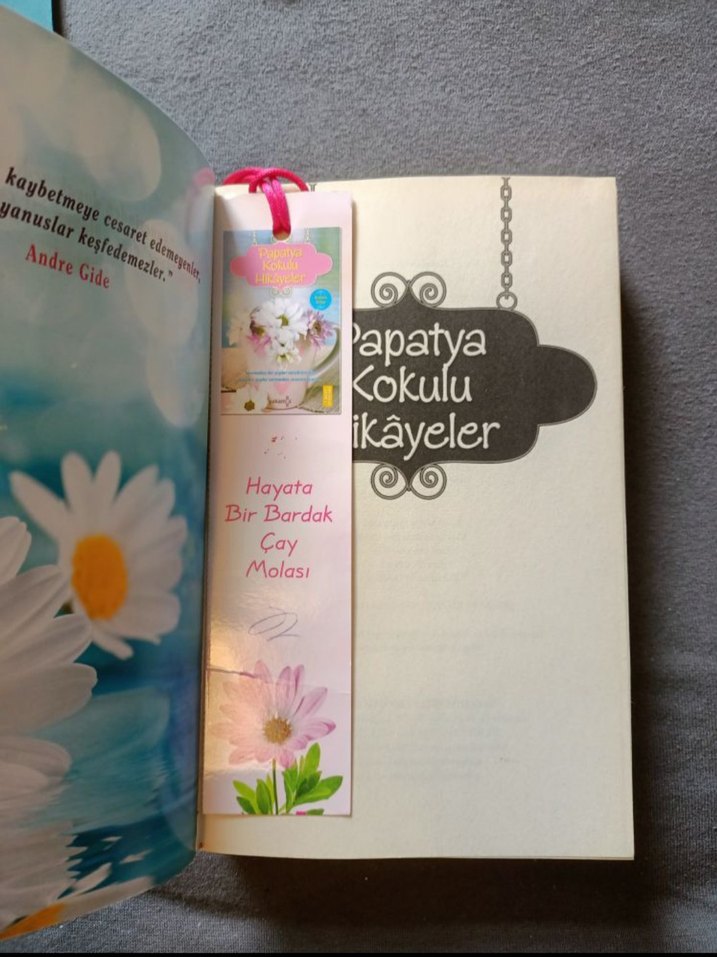 kaybetmeye cesaret edemeyenler,
yanuslar keşfedemezler."
Andre Gide
Papatya
Kokulu
Hikâyeler
Hayata
Bir Bardak
Çay
Molası
Papatya
Kokulu
ikâyeler